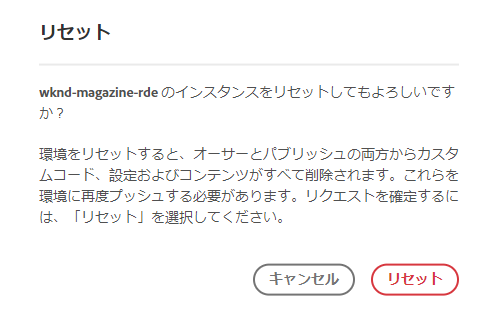 リセット
wknd-magazine-rde のインスタンスをリセットしてもよろしいです
か？
環境をリセットすると、オーサーとパブリッシュの両方からカスタ
ムコード、設定およびコンテンツがすべて削除されます。これらを
環境に再度プッシュする必要があります。リクエストを確定するに
は、「リセット」を選択してください。
キャンセル
リセット